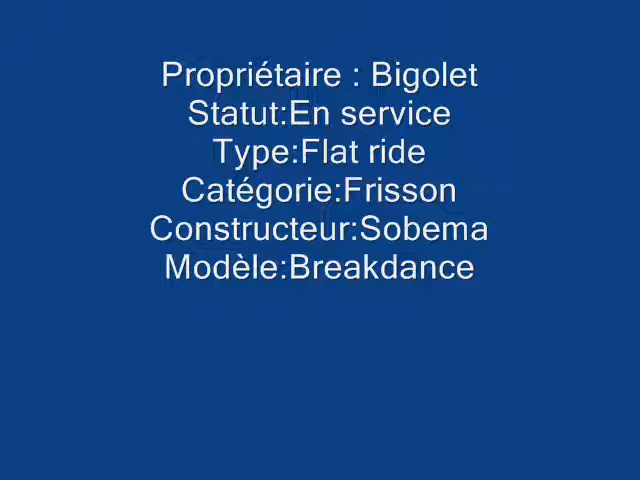 Propriétaire : Bigolet
Statut:En service
Type:Flat ride
Catégorie:Frisson
Constructeur:Sobema
Modèle:Breakdance